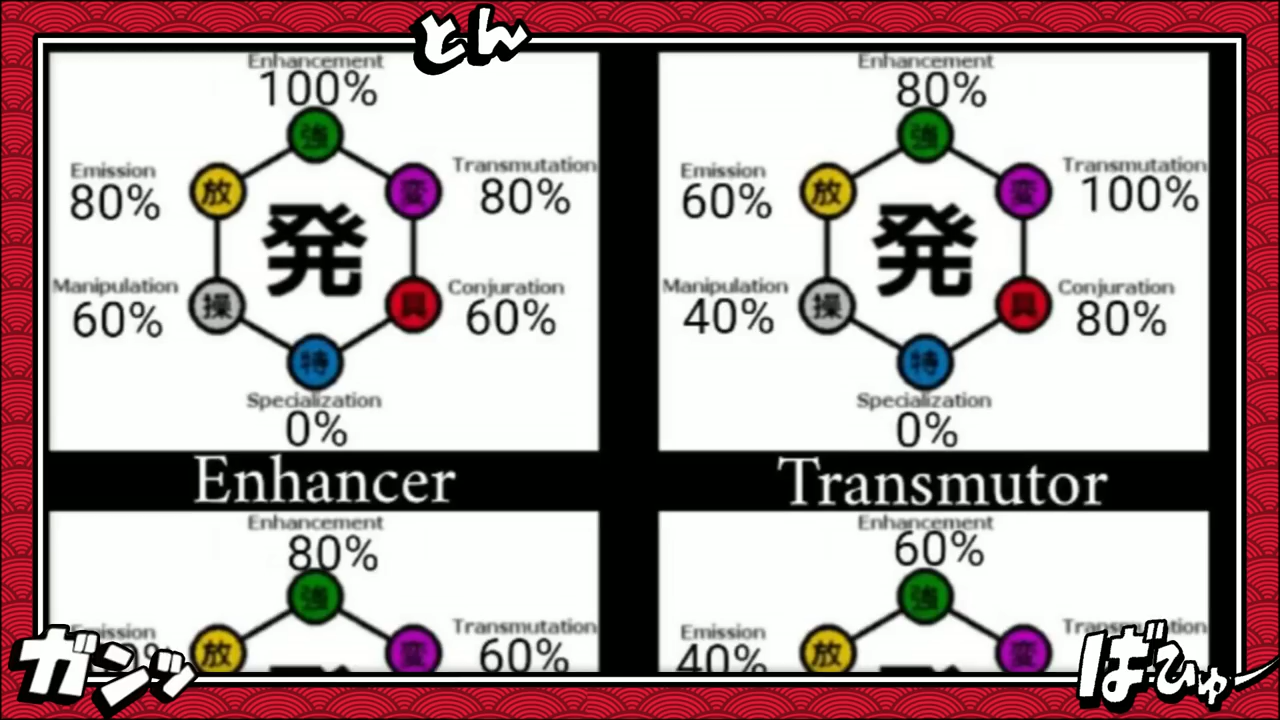 とん
Enhancement
100%
強
Emission
80%
放
Transmutation
80%
変
発
Manipulation
60%
操
Conjuration
60%
具
特
Specialization
0%
Enhancer
Enhancement
80%
強
Emission
60%
放
Transmutation
100%
変
発
Manipulation
40%
操
Conjuration
80%
具
特
Specialization
0%
Transmutor
Enhancement
80%
強
放
Transmutation
60%
変
Enhancement
60%
強
Emission
40%
放
変
ガンッ
ばひゅー